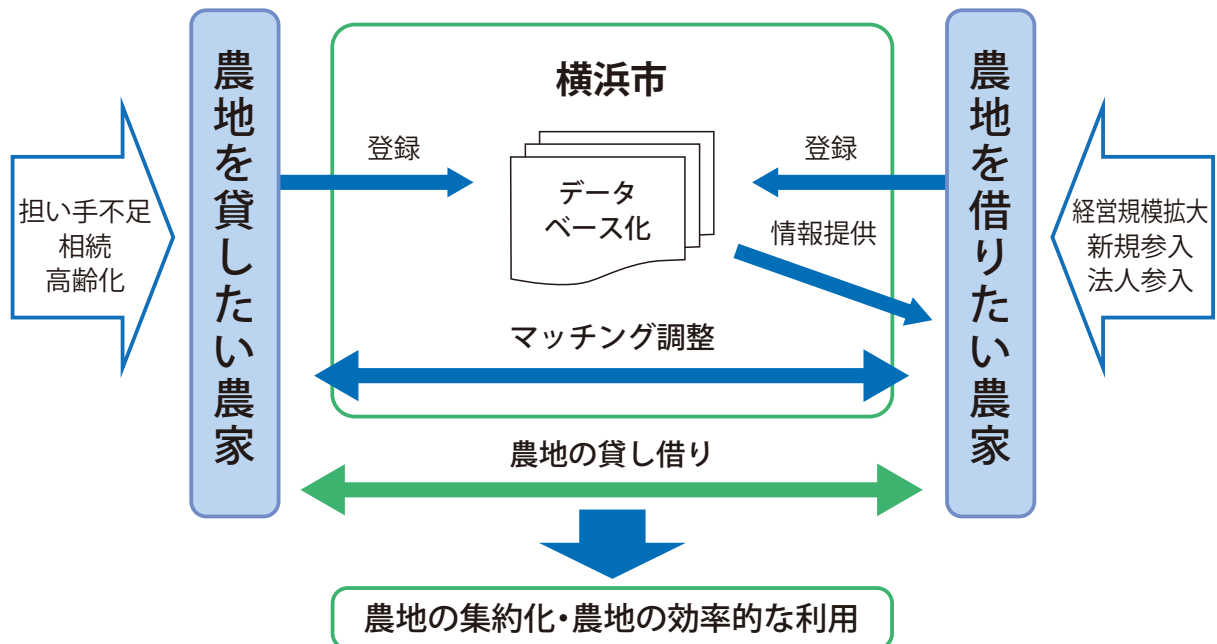 担い手不足
相続
高齢化
農地を貸したい農家
横浜市
登録
データ
ベース化
登録
情報提供
マッチング調整
農地を借りたい農家
経営規模拡大
新規参入
法人参入
農地の貸し借り
農地の集約化・農地の効率的な利用